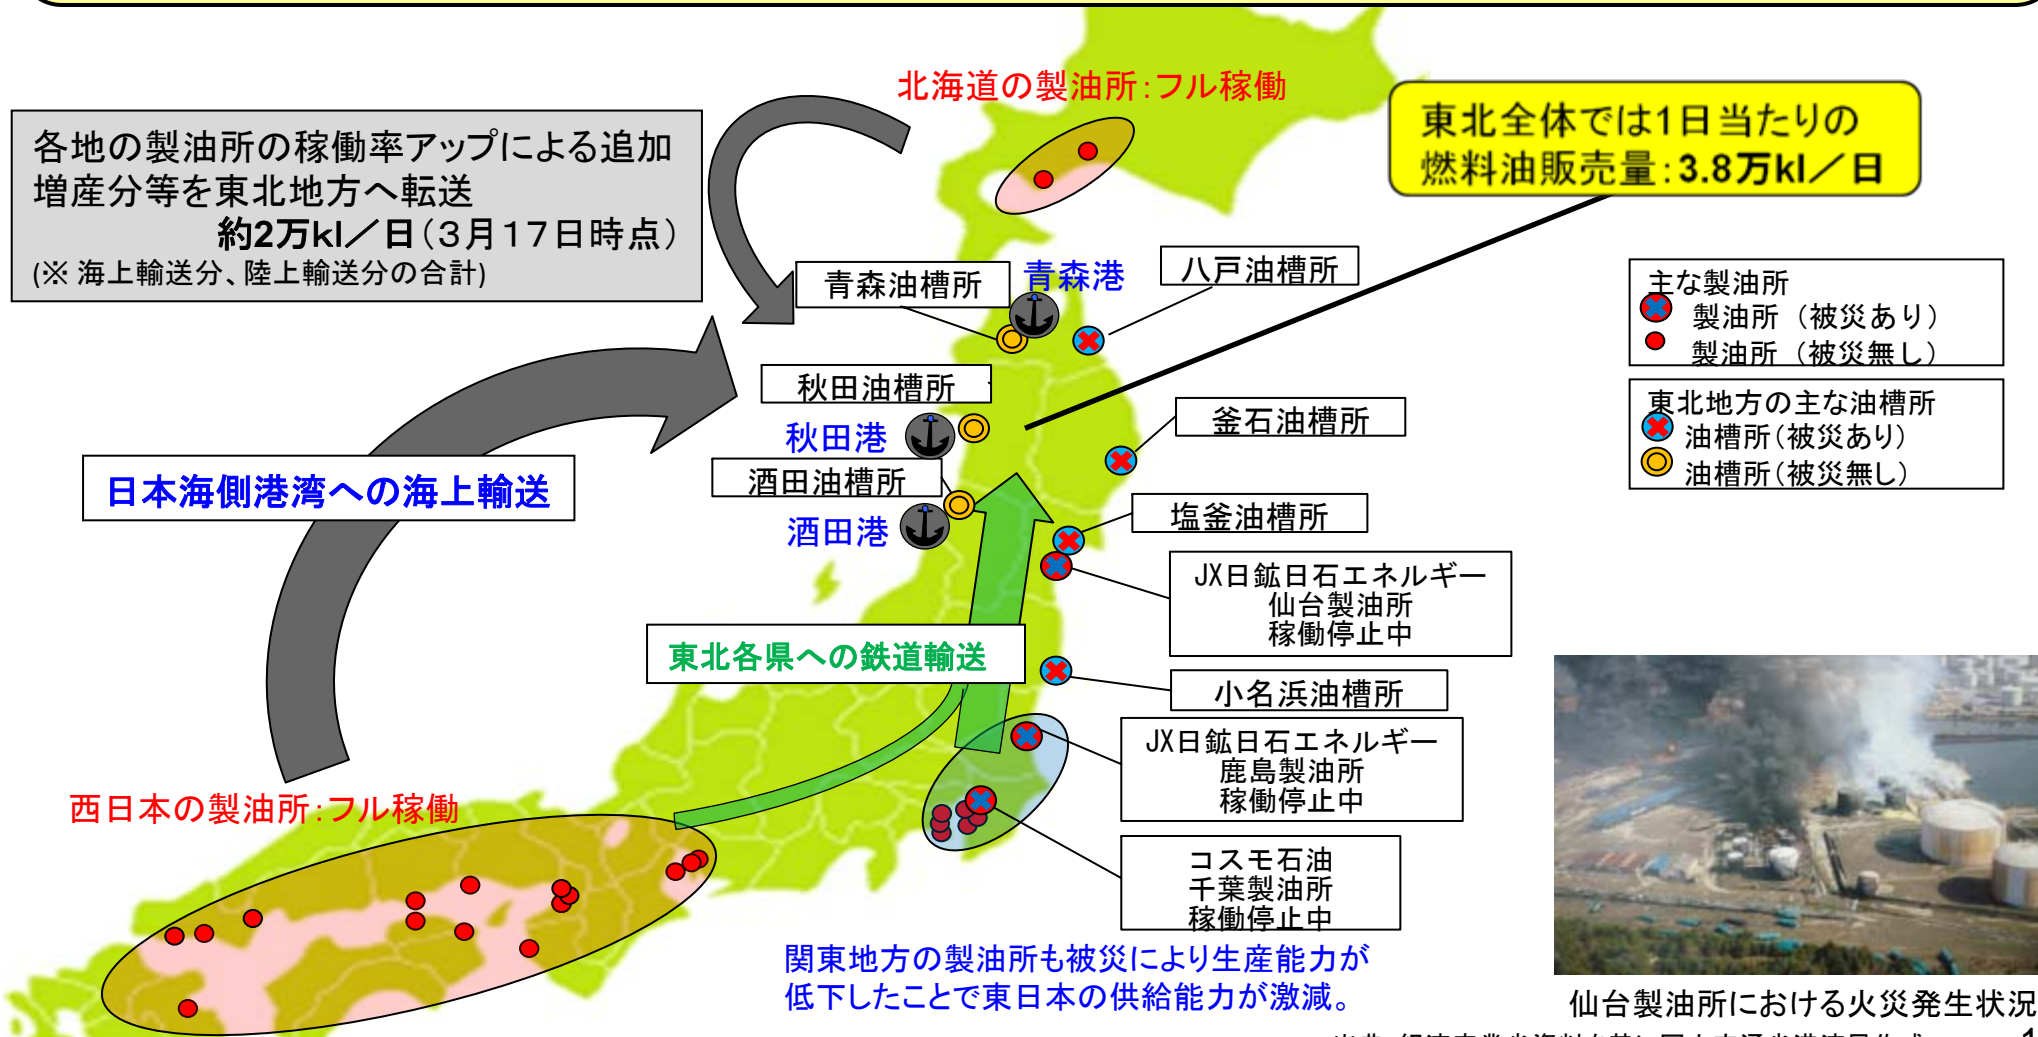 北海道の製油所：フル稼働
東北全体では1日当たりの
燃料油販売量：3.8万kl／日
各地の製油所の稼働率アップによる追加
増産分等を東北地方へ転送
約2万kl／日（３月１７日時点）
(※ 海上輸送分、陸上輸送分の合計)
青森油槽所
青森港
八戸油槽所
主な製油所
製油所（被災あり）
製油所（被災無し）
東北地方の主な油槽所
油槽所（被災あり）
油槽所（被災無し）
秋田油槽所
秋田港
釜石油槽所
酒田油槽所
酒田港
日本海側港湾への海上輸送
塩釜油槽所
JX日鉱日石エネルギー
仙台製油所
稼働停止中
東北各県への鉄道輸送
小名浜油槽所
JX日鉱日石エネルギー
鹿島製油所
稼働停止中
西日本の製油所：フル稼働
コスモ石油
千葉製油所
稼働停止中
関東地方の製油所も被災により生産能力が
低下したことで東日本の供給能力が激減。
仙台製油所における火災発生状況